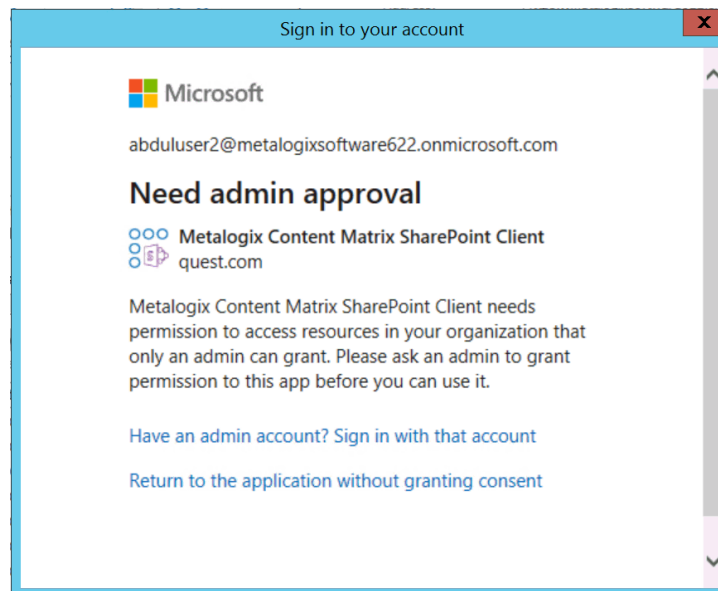 Sign in to your account
X
Microsoft
abduluser2@metalogixsoftware622.onmicrosoft.com
Need admin approval
Metalogix Content Matrix SharePoint Client
quest.com
Metalogix Content Matrix SharePoint Client needs
permission to access resources in your organization that
only an admin can grant. Please ask an admin to grant
permission to this app before you can use it.
Have an admin account? Sign in with that account
Return to the application without granting consent